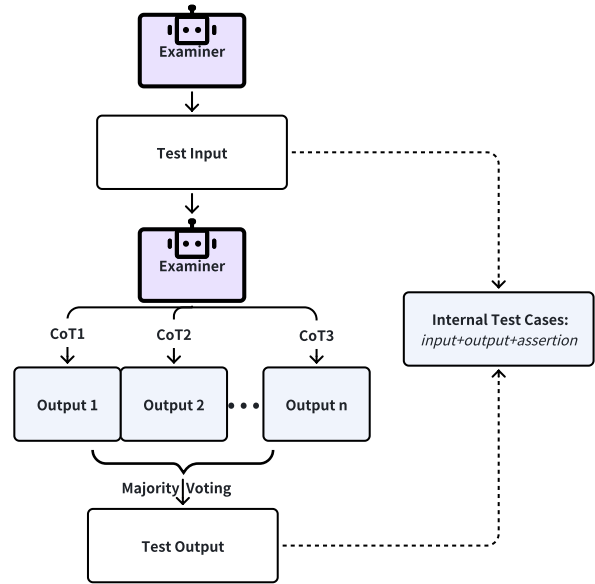 Examiner
Test Input
Examiner
CoT1
CoT2
CoT3
Internal Test Cases:
input+output+assertion
Output 1
Output 2
Output n
Majority Voting
Test Output